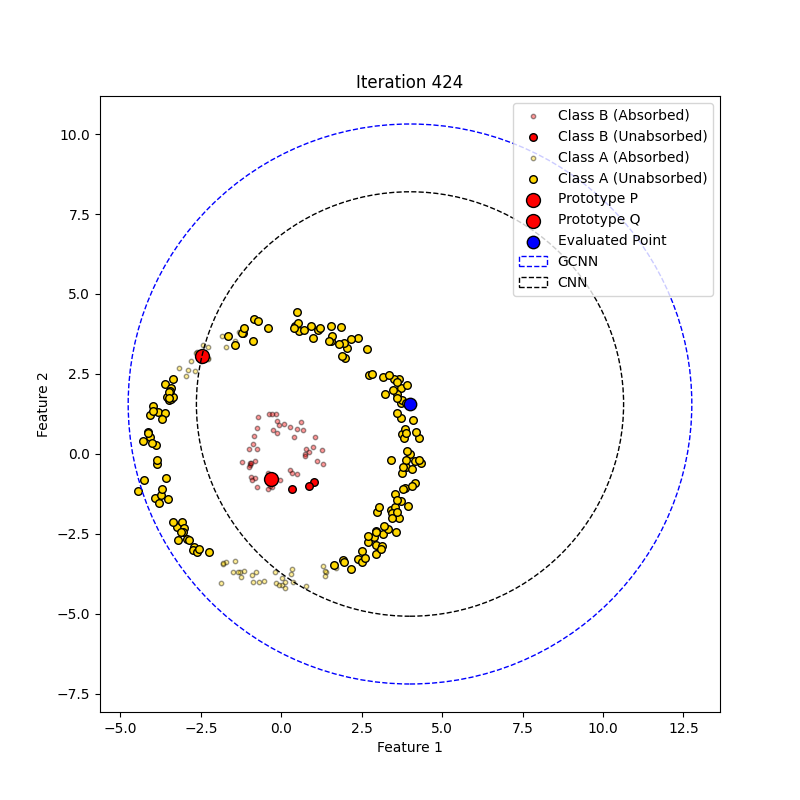 Iteration 424
Class B (Absorbed)
Class B (Unabsorbed)
Class A (Absorbed)
Class A (Unabsorbed)
Prototype P
Prototype Q
Evaluated Point
GCNN
CNN
10.0
7.5
5.0
2.5
0.0
−2.5
−5.0
−7.5
Feature 2
−5.0 −2.5 0.0 2.5 5.0 7.5 10.0 12.5
Feature 1